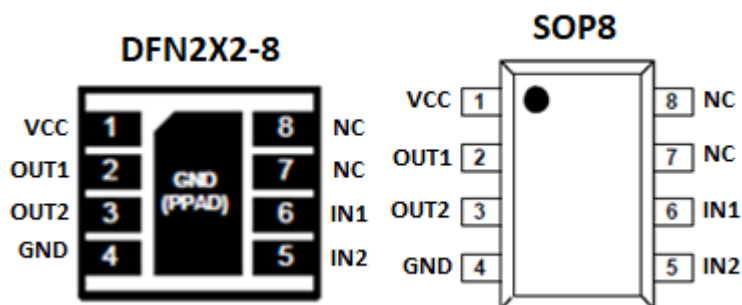 DFN2X2-8
VCC 1 8 NC
OUT1 2 GND 7 NC
(PPAD)
OUT2 3 6 IN1
GND 4 5 IN2
SOP8
VCC 1 8 NC
OUT1 2 7 NC
OUT2 3 6 IN1
GND 4 5 IN2